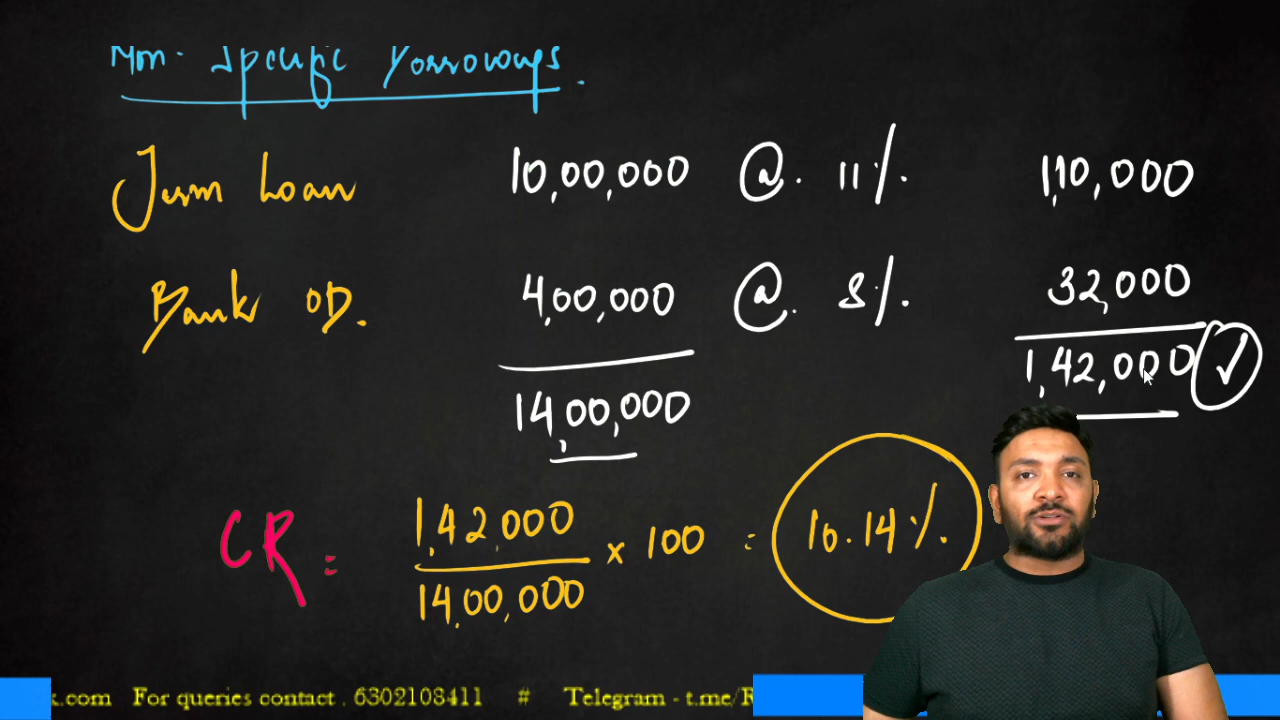 Non-Specific Borrowings.
Term Loan 10,00,000 @. 11%. 1,10,000
Bank OD. 4,00,000 @. 8%. 32,000
14,00,000 1,42,000
CR = 1,42,000 / 14,00,000 × 100 = 10.14%.
k.com For queries contact . 6302108411 # Telegram - t.me/R